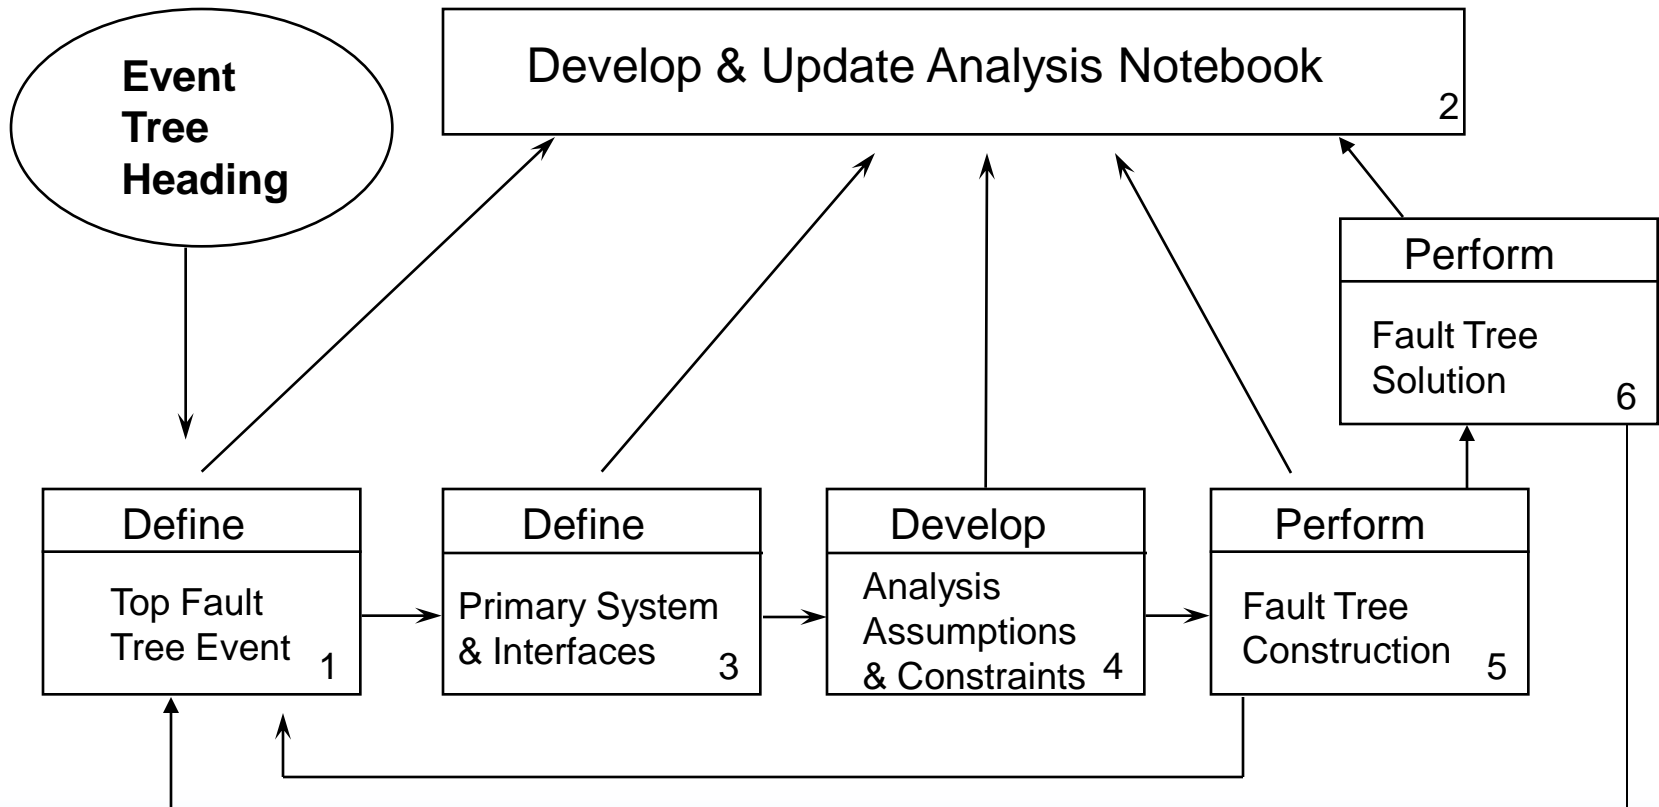 Event
Tree
Heading
Develop & Update Analysis Notebook
2
Perform
Fault Tree
Solution
6
Define
Top Fault
Tree Event
1
Define
Primary System
& Interfaces
3
Develop
Analysis
Assumptions
& Constraints
4
Perform
Fault Tree
Construction
5